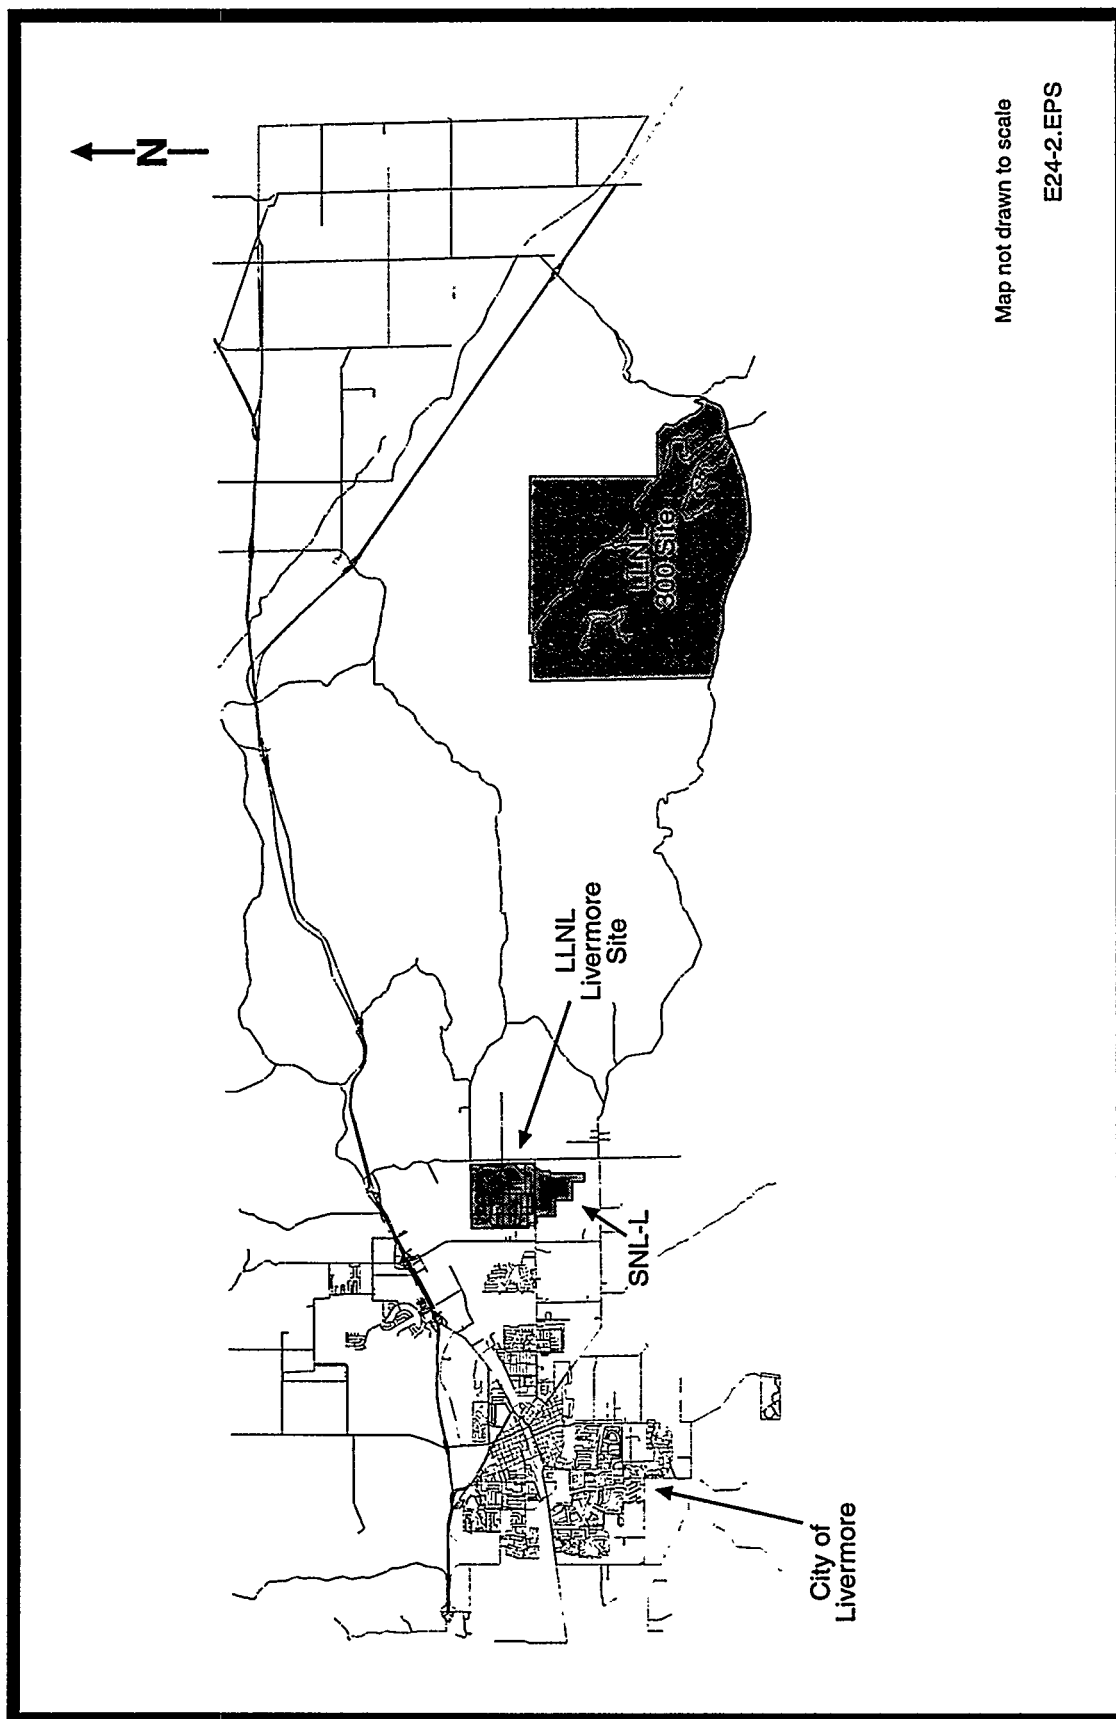 N
LLNL
300 Site
LLNL
Livermore
Site
SNL-L
City of
Livermore
Map not drawn to scale
E24-2.EPS